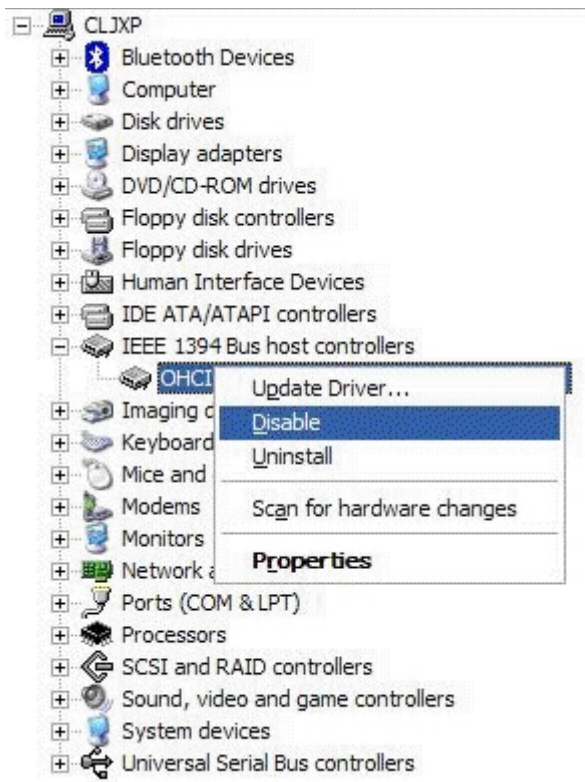 CLJXP
Bluetooth Devices
Computer
Disk drives
Display adapters
DVD/CD-ROM drives
Floppy disk controllers
Floppy disk drives
Human Interface Devices
IDE ATA/ATAPI controllers
IEEE 1394 Bus host controllers
OHCI
Update Driver...
Disable
Uninstall
Scan for hardware changes
Properties
Imaging
Keyboard
Mice and
Modems
Monitors
Network
Ports (COM & LPT)
Processors
SCSI and RAID controllers
Sound, video and game controllers
System devices
Universal Serial Bus controllers